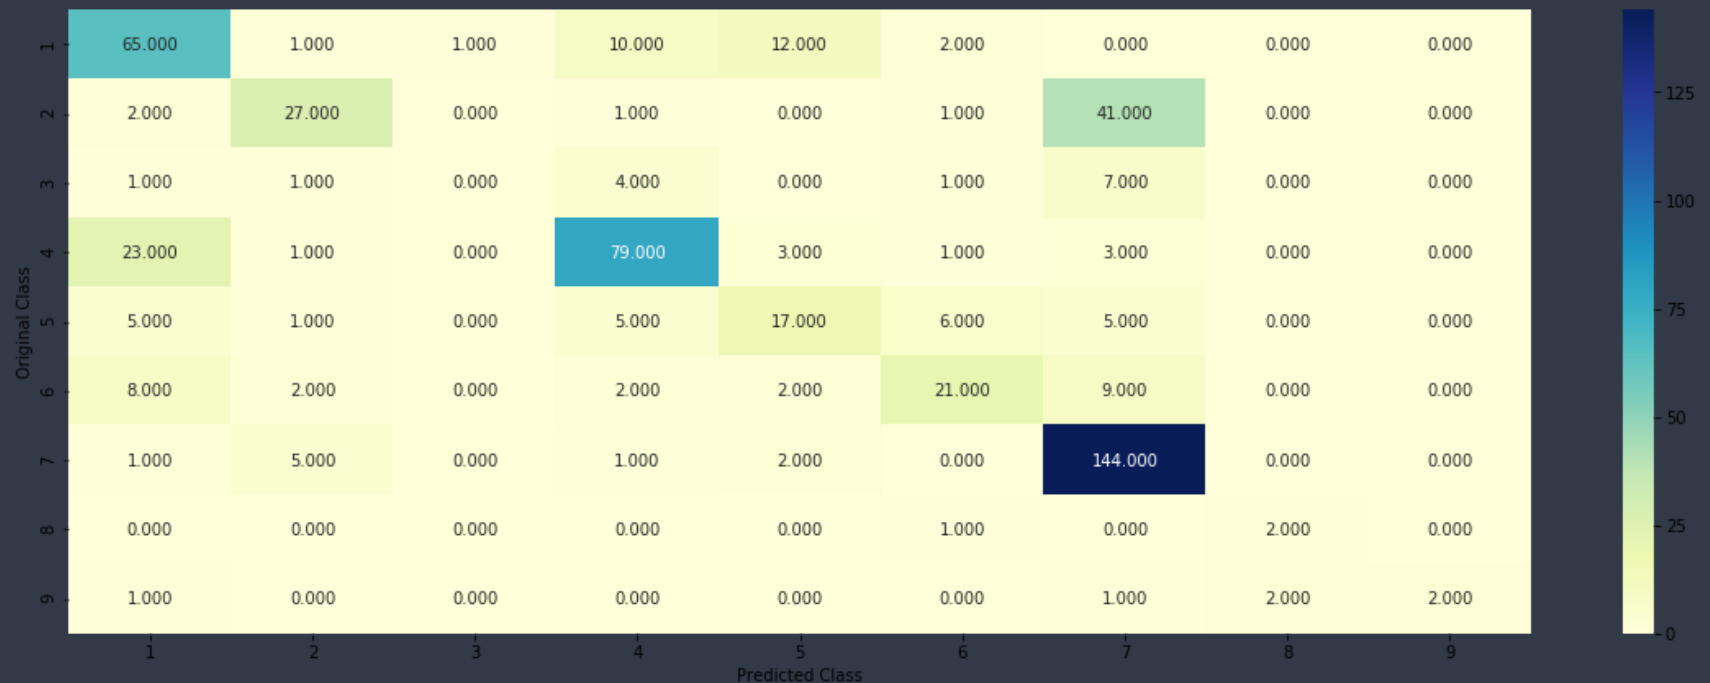 1 65.000 1.000 1.000 10.000 12.000 2.000 0.000 0.000 0.000
2 2.000 27.000 0.000 1.000 0.000 1.000 41.000 0.000 0.000
3 1.000 1.000 0.000 4.000 0.000 1.000 7.000 0.000 0.000
4 23.000 1.000 0.000 79.000 3.000 1.000 3.000 0.000 0.000
5 5.000 1.000 0.000 5.000 17.000 6.000 5.000 0.000 0.000
6 8.000 2.000 0.000 2.000 2.000 21.000 9.000 0.000 0.000
7 1.000 5.000 0.000 1.000 2.000 0.000 144.000 0.000 0.000
8 0.000 0.000 0.000 0.000 0.000 1.000 0.000 2.000 0.000
9 1.000 0.000 0.000 0.000 0.000 0.000 1.000 2.000 2.000
1 2 3 4 5 6 7 8 9
Predicted Class
Original Class
125
100
75
50
25
0